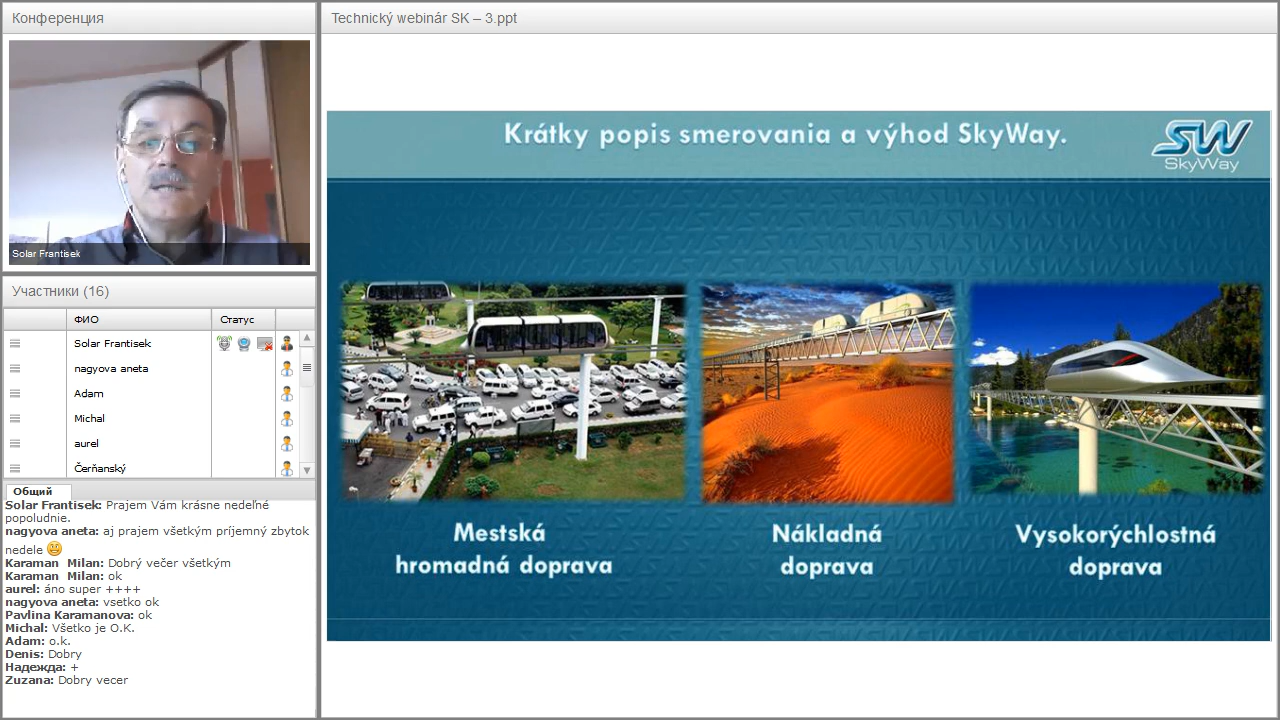 Конференция
Solar Frantisek
Участники (16)
ФИО
Статус
Solar Frantisek
nagyova aneta
Adam
Michal
aurel
Čerňanský
Общий
Solar Frantisek: Prajem Vám krásne nedeľné
popoludnie.
nagyova aneta: aj prajem všetkým príjemný zbytok
nedele
Karaman Milan: Dobrý večer všetkým
Karaman Milan: ok
aurel: áno super ++++
nagyova aneta: vsetko ok
Pavlina Karamanova: ok
Michal: Všetko je O.K.
Adam: o.k.
Denis: Dobry
Надежда: +
Zuzana: Dobry vecer
Technický webinár SK – 3.ppt
Krátky popis smerovania a výhod SkyWay.
SW
SkyWay
Mestská
hromadná doprava
Nákladná
doprava
Vysokorýchlostná
doprava